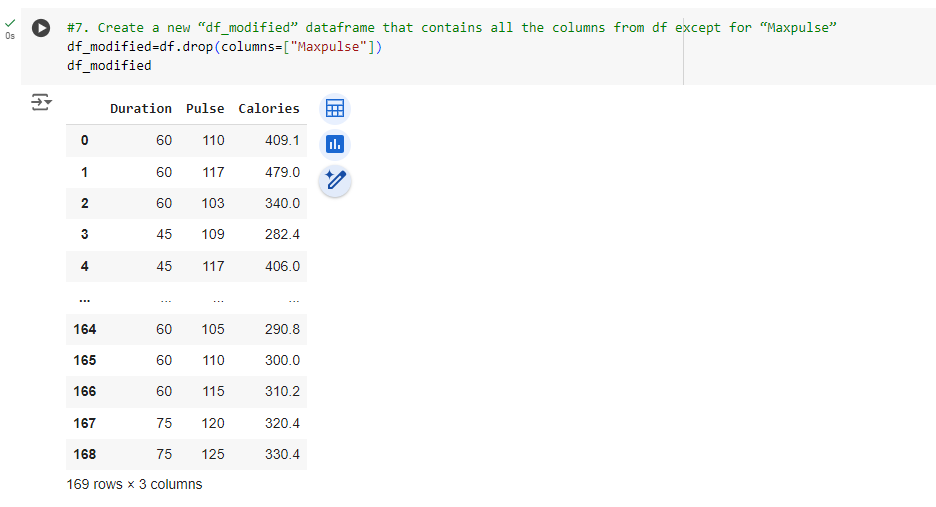 #7. Create a new “df_modified” dataframe that contains all the columns from df except for “Maxpulse”
0s
df_modified=df.drop(columns=["Maxpulse"])
df_modified
Duration Pulse Calories
0 60 110 409.1
1 60 117 479.0
2 60 103 340.0
3 45 109 282.4
4 45 117 406.0
... ... ... ...
164 60 105 290.8
165 60 110 300.0
166 60 115 310.2
167 75 120 320.4
168 75 125 330.4
169 rows × 3 columns